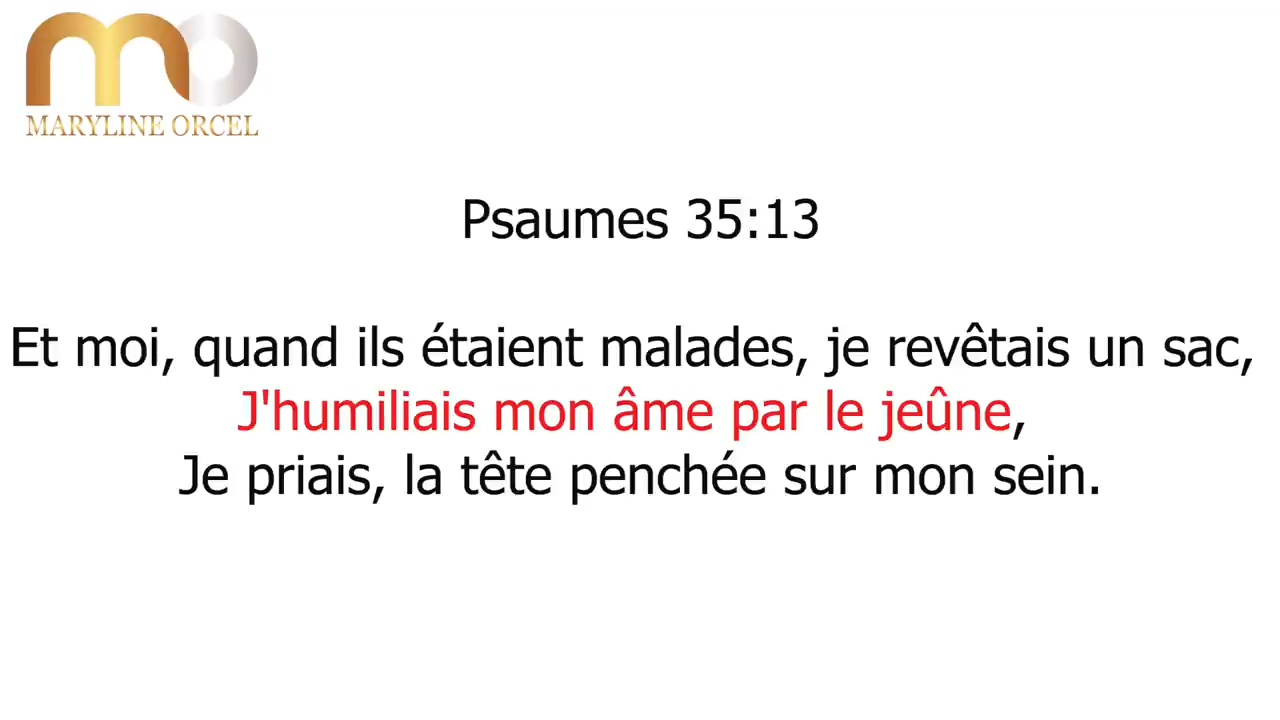 mo
MARYLINE ORCEL
Psaumes 35:13
Et moi, quand ils étaient malades, je revêtais un sac,
J'humiliais mon âme par le jeûne,
Je priais, la tête penchée sur mon sein.